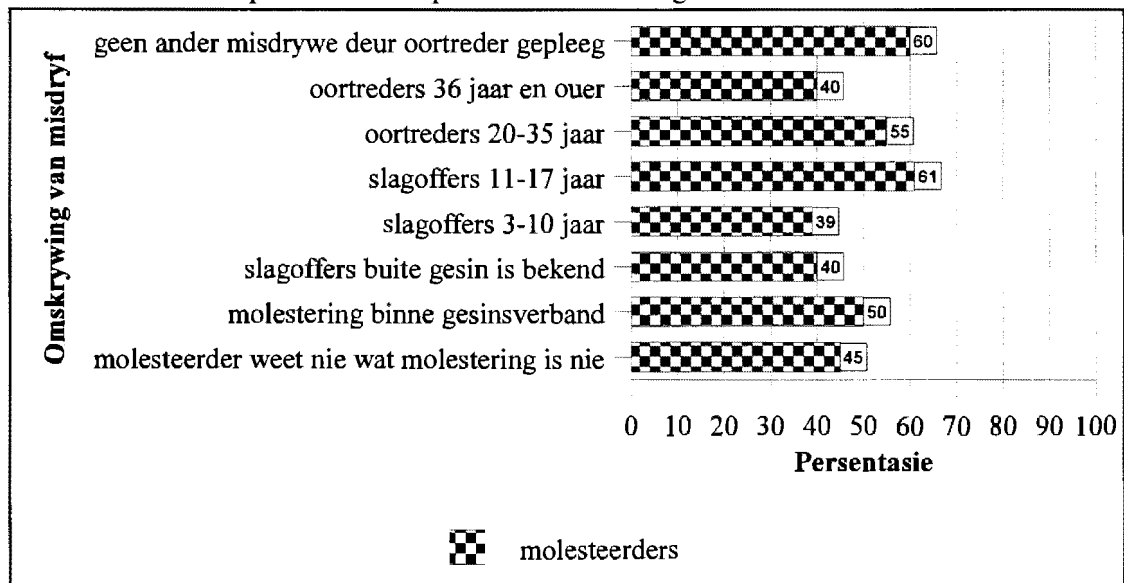 geen ander misdrywe deur oortreder gepleeg 60
oortreders 36 jaar en ouer 40
oortreders 20-35 jaar 55
slagoffers 11-17 jaar 61
slagoffers 3-10 jaar 39
slagoffers buite gesin is bekend 40
molestering binne gesinsverband 50
molesteerder weet nie wat molestering is nie 45
Omskrywing van misdryf
0 10 20 30 40 50 60 70 80 90 100
Persentasie
molesteerders